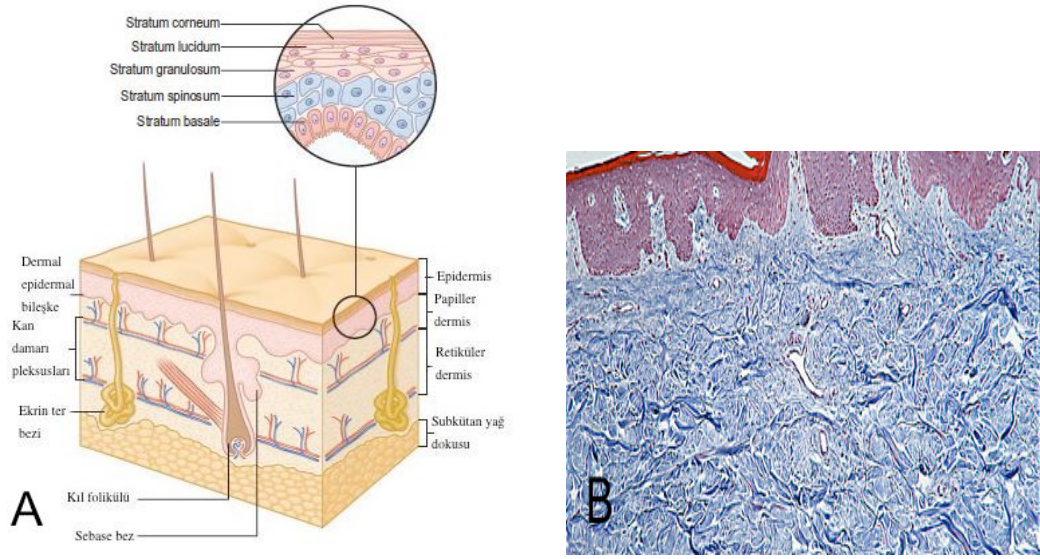 Stratum corneum
Stratum lucidum
Stratum granulosum
Stratum spinosum
Stratum basale
Dermal
epidermal
bileşke
Kan
damarı
pleksusları
Ekrin ter
bezi
Epidermis
Papiller
dermis
Retiküler
dermis
Subkütan yağ
dokusu
Kıl folikülü
Sebase bez
A
B